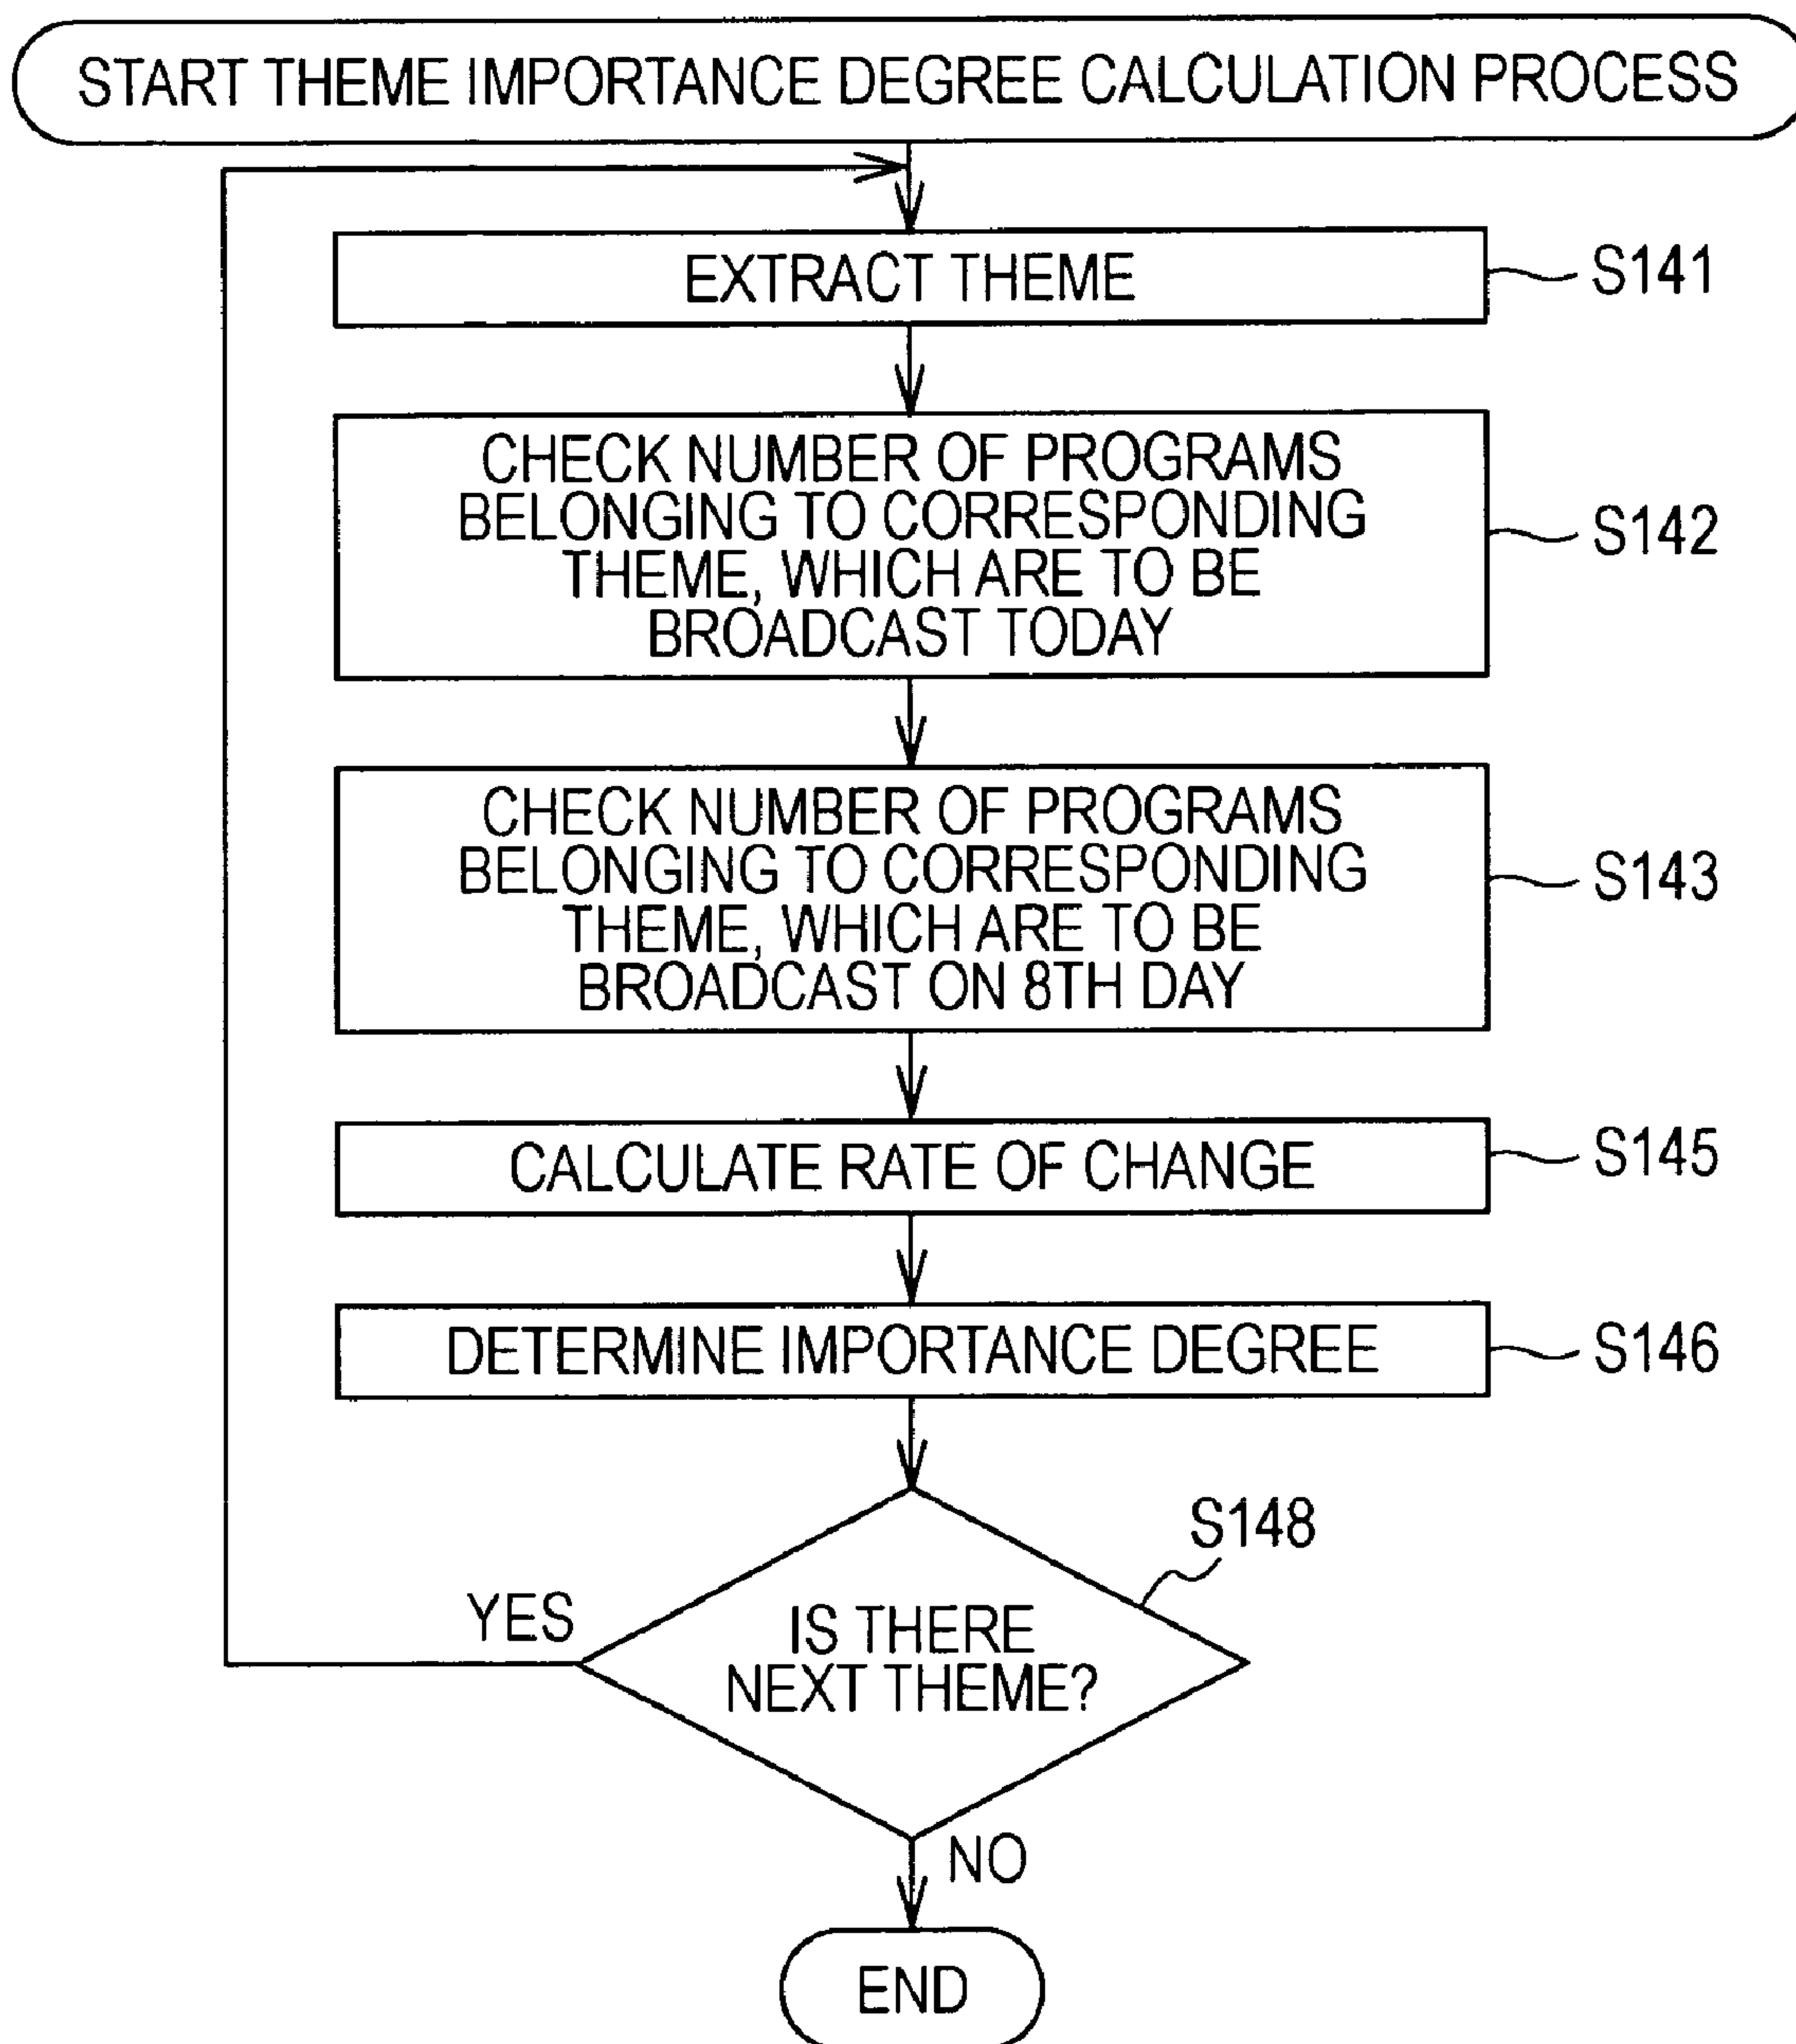 START THEME IMPORTANCE DEGREE CALCULATION PROCESS
EXTRACT THEME
S141
CHECK NUMBER OF PROGRAMS
BELONGING TO CORRESPONDING
THEME, WHICH ARE TO BE
BROADCAST TODAY
S142
CHECK NUMBER OF PROGRAMS
BELONGING TO CORRESPONDING
THEME, WHICH ARE TO BE
BROADCAST ON 8TH DAY
S143
CALCULATE RATE OF CHANGE
S145
DETERMINE IMPORTANCE DEGREE
S146
S148
YES
IS THERE
NEXT THEME?
NO
END